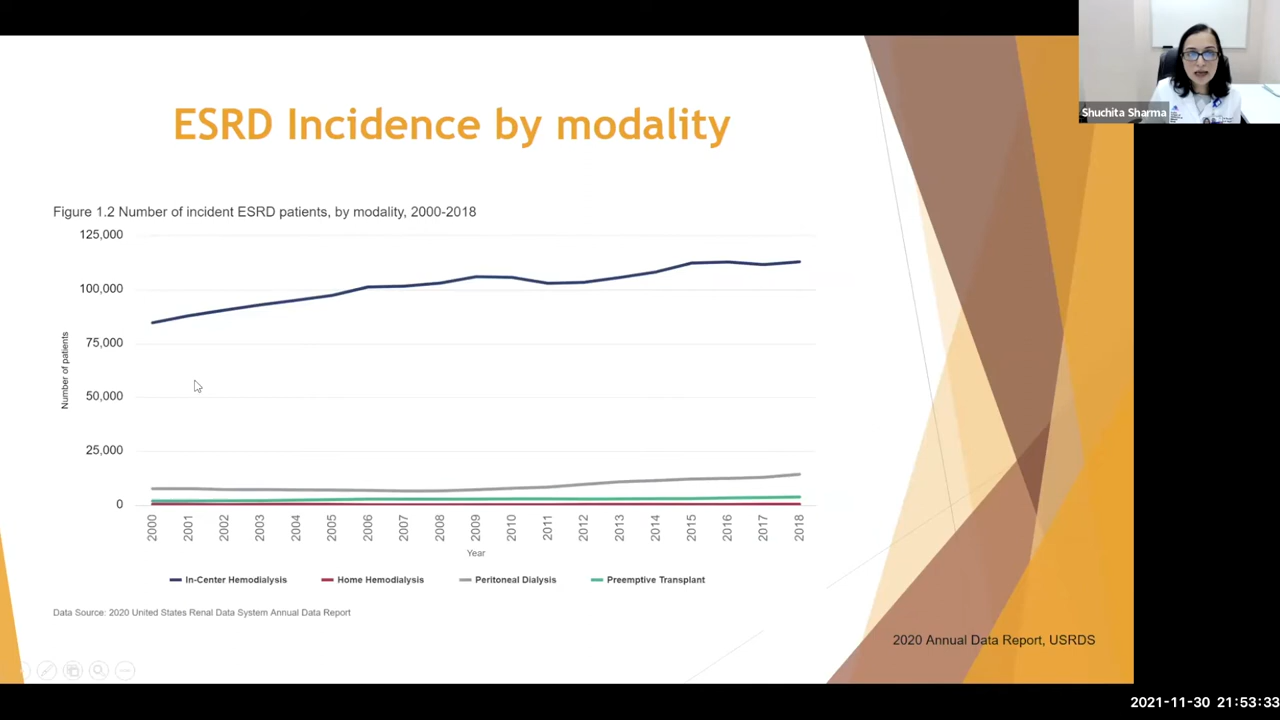 Shuchita Sharma
ESRD Incidence by modality
Figure 1.2 Number of incident ESRD patients, by modality, 2000-2018
125,000
100,000
75,000
50,000
25,000
0
Number of patients
2000
2001
2002
2003
2004
2005
2006
2007
2008
2009
2010
2011
2012
2013
2014
2015
2016
2017
2018
Year
In-Center Hemodialysis
Home Hemodialysis
Peritoneal Dialysis
Preemptive Transplant
Data Source: 2020 United States Renal Data System Annual Data Report
2020 Annual Data Report, USRDS
2021-11-30 21:53:33